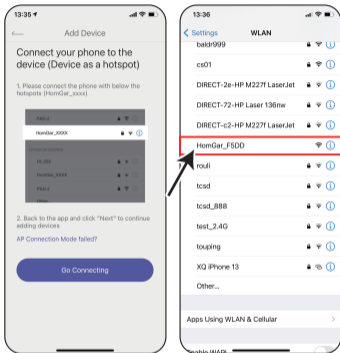 13:35
Add Device
Connect your phone to the
device (Device as a hotspot)
1. Please connect the phone with below the
hotspots (HomGar_xxxx)
HomGar_XXXX
2. Back to the app and click "Next" to continue
adding devices
AP Connection Mode failed?
Go Connecting
13:36
Settings
WLAN
baldr999
cs01
DIRECT-2e-HP M227f LaserJet
DIRECT-72-HP Laser 136nw
DIRECT-c2-HP M227f LaserJet
HomGar_F5DD
rouli
tcsd
tcsd_888
test_2.4G
touping
XQ iPhone 13
Other...
Apps Using WLAN & Cellular
Enable WAPI